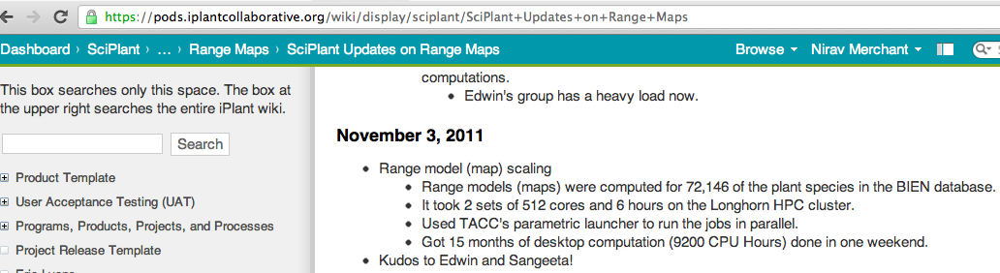 https://pods.iplantcollaborative.org/wiki/display/sciplant/SciPlant+Updates+on+Range+Maps
Dashboard › SciPlant › … › Range Maps › SciPlant Updates on Range Maps Browse Nirav Merchant
This box searches only this space. The box at
the upper right searches the entire iPlant wiki.
Search
Product Template
User Acceptance Testing (UAT)
Programs, Products, Projects, and Processes
Project Release Template
computations.
• Edwin's group has a heavy load now.
November 3, 2011
• Range model (map) scaling
• Range models (maps) were computed for 72,146 of the plant species in the BIEN database.
• It took 2 sets of 512 cores and 6 hours on the Longhorn HPC cluster.
• Used TACC's parametric launcher to run the jobs in parallel.
• Got 15 months of desktop computation (9200 CPU Hours) done in one weekend.
• Kudos to Edwin and Sangeeta!